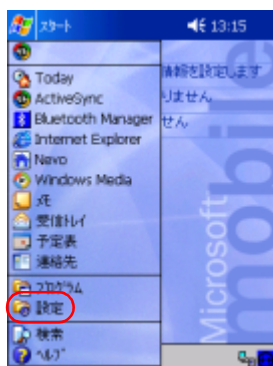 スタート 13:15
Today
ActiveSync
Bluetooth Manager
Internet Explorer
Nevo
Windows Media
メモ
受信トレイ
予定表
連絡先
プログラム
設定
検索
ヘルプ
情報を設定します
りません
せん
Microsoft
mobile